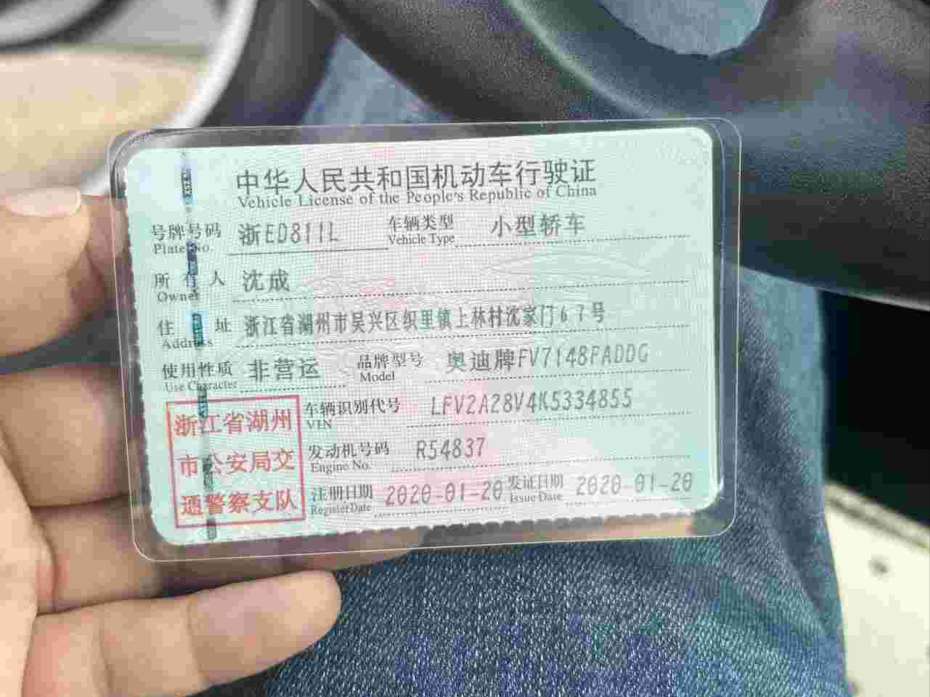 中华人民共和国机动车行驶证
Vehicle License of the People's Republic of China
号牌号码 浙ED811L 车辆类型 小型轿车
Plate No. Vehicle Type
所有人 沈成
Owner
住址 浙江省湖州市吴兴区织里镇上林村沈家门67号
Address
使用性质 非营运 品牌型号 奥迪牌FV7148FADDG
Use Character Model
浙江省湖州
市公安局交
通警察支队
车辆识别代号 LFV2A28V4K5334855
VIN
发动机号码 R54837
Engine No.
注册日期 2020-01-20 发证日期 2020-01-20
Register Date Issue Date